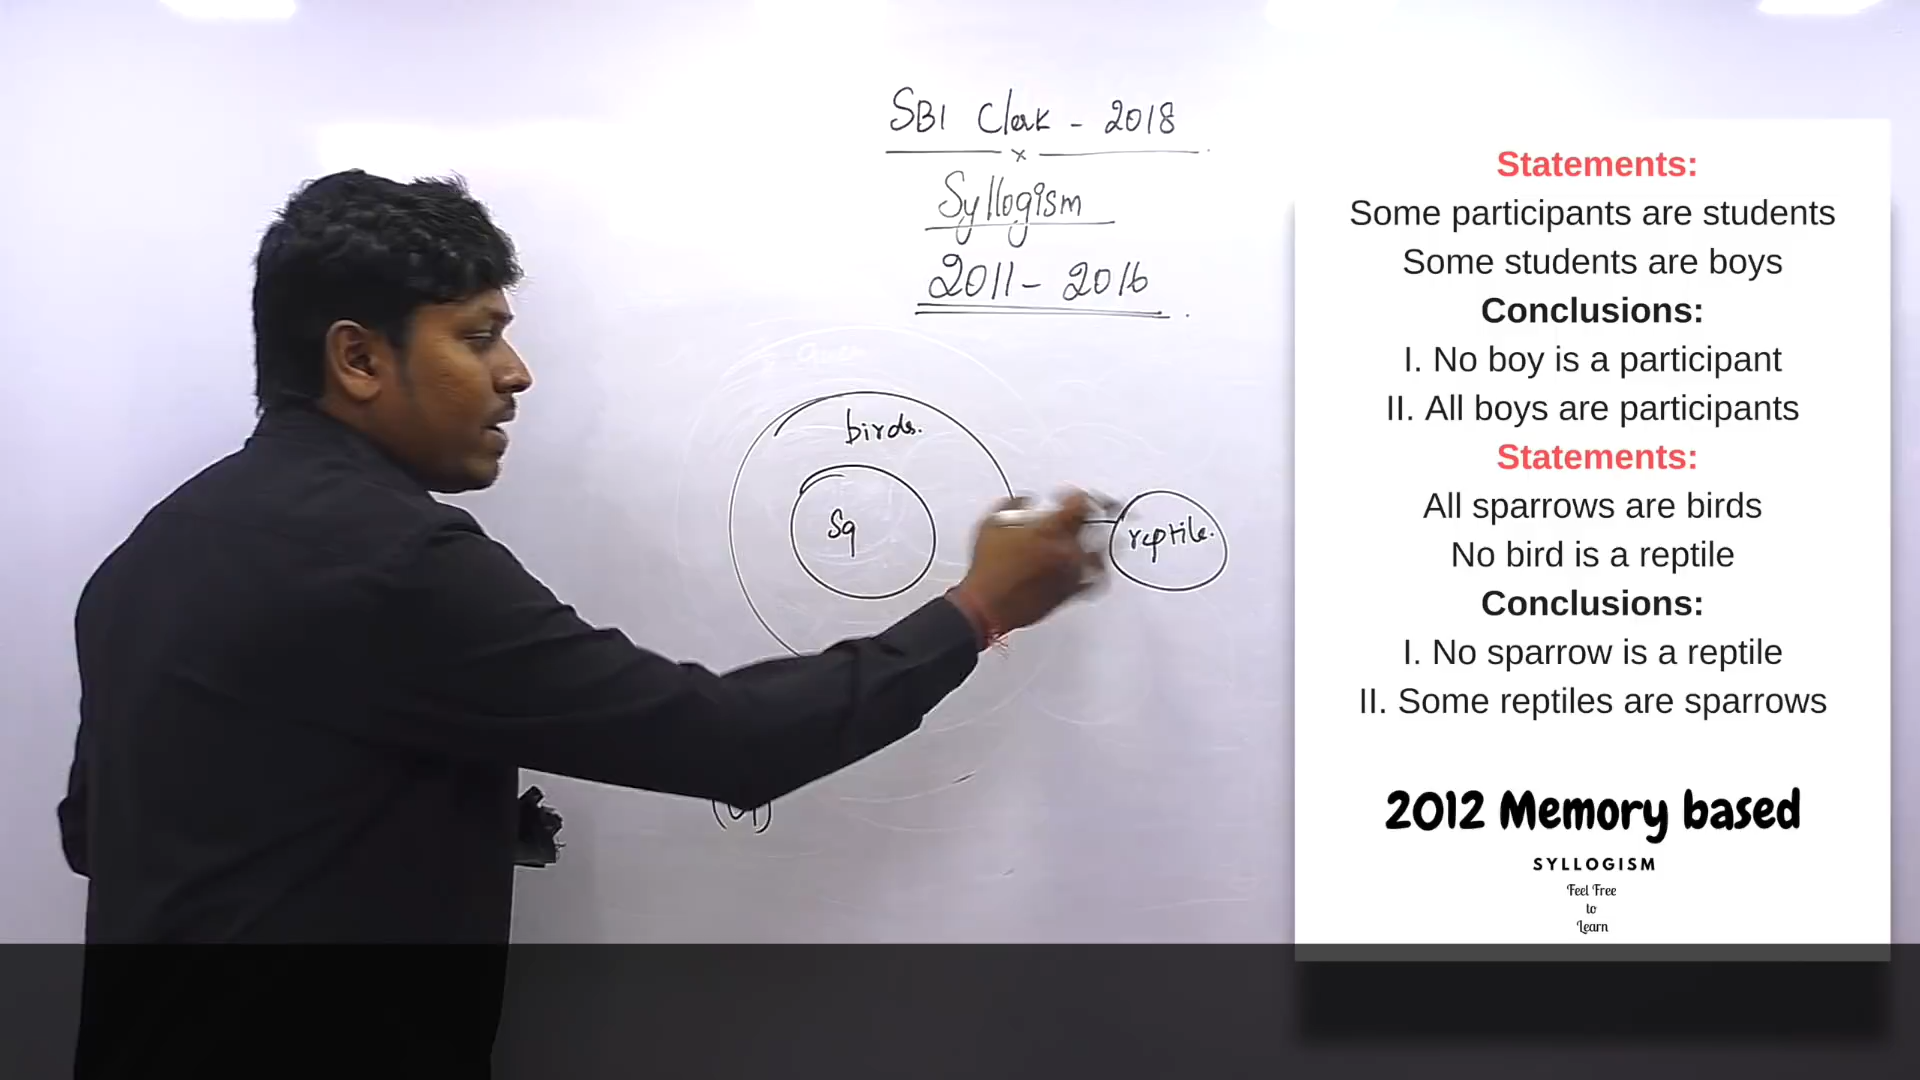 SBI Clerk - 2018
x
Syllogism
2011 - 2016
birds.
Sq
reptile.
Statements:
Some participants are students
Some students are boys
Conclusions:
I. No boy is a participant
II. All boys are participants
Statements:
All sparrows are birds
No bird is a reptile
Conclusions:
I. No sparrow is a reptile
II. Some reptiles are sparrows
2012 Memory based
SYLLOGISM
Feel Free
to
Learn